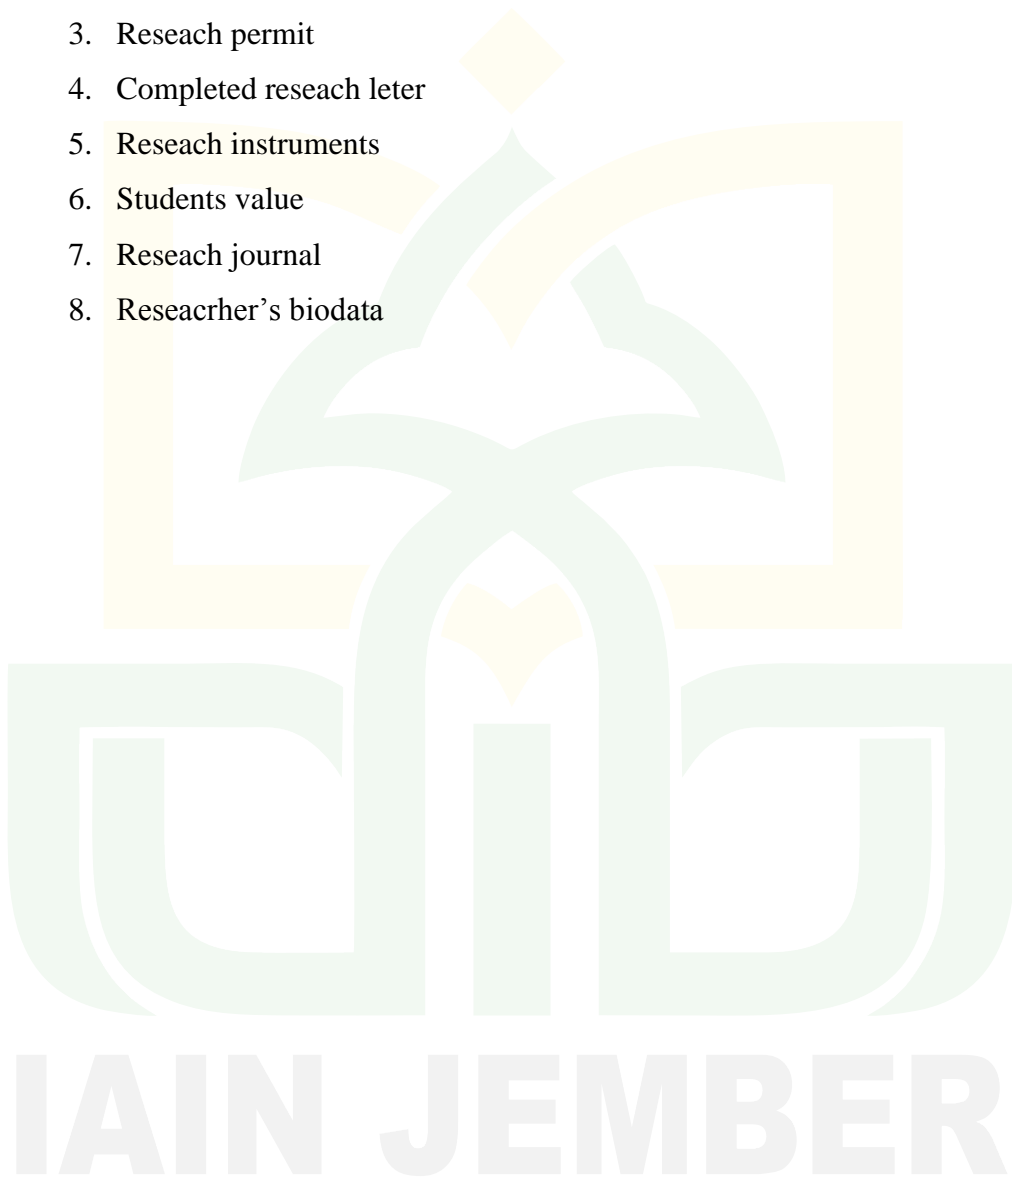 3. Reseach permit
4. Completed reseach leter
5. Reseach instruments
6. Students value
7. Reseach journal
8. Reseacrher’s biodata
IAIN JEMBER